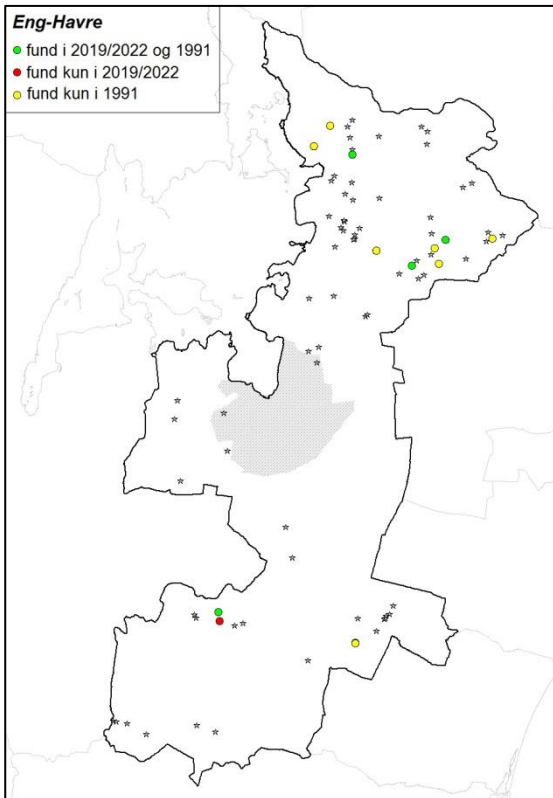 Eng-Havre
fund i 2019/2022 og 1991
fund kun i 2019/2022
fund kun i 1991